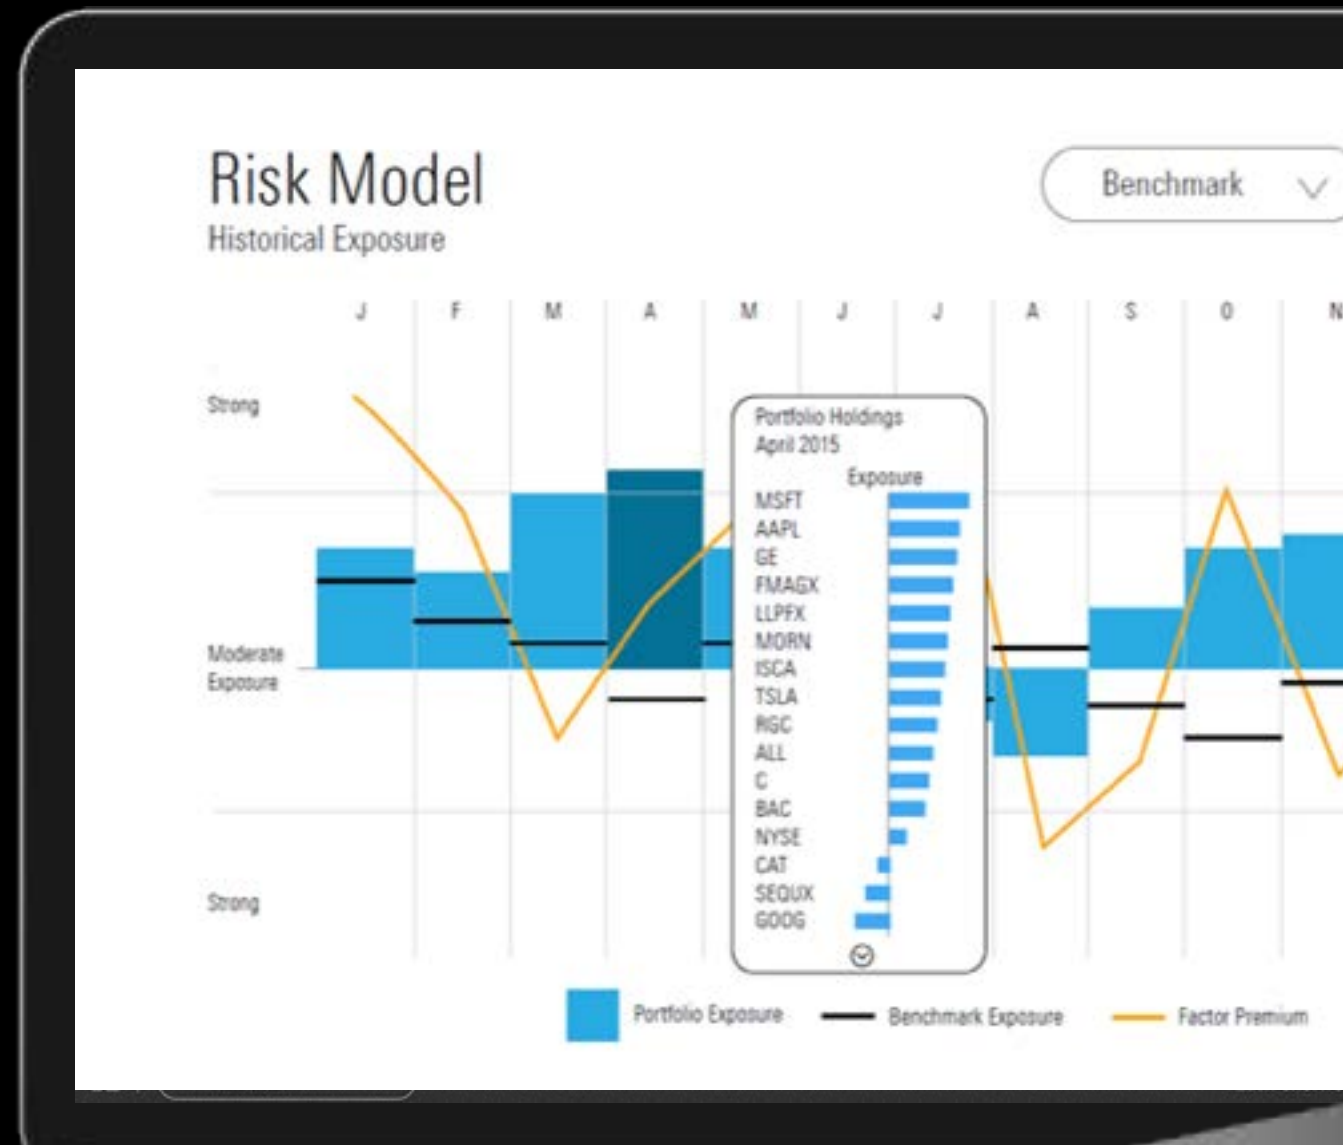 Risk Model
Historical Exposure
Benchmark
J F M A M J J A S O N
Strong
Moderate
Exposure
Strong
Portfolio Holdings
April 2015
Exposure
MSFT
AAPL
GE
FMAGX
LLPFX
MORN
ISCA
TSLA
RGC
ALL
C
BAC
NYSE
CAT
SEQUX
GOOG
Portfolio Exposure
Benchmark Exposure
Factor Premium